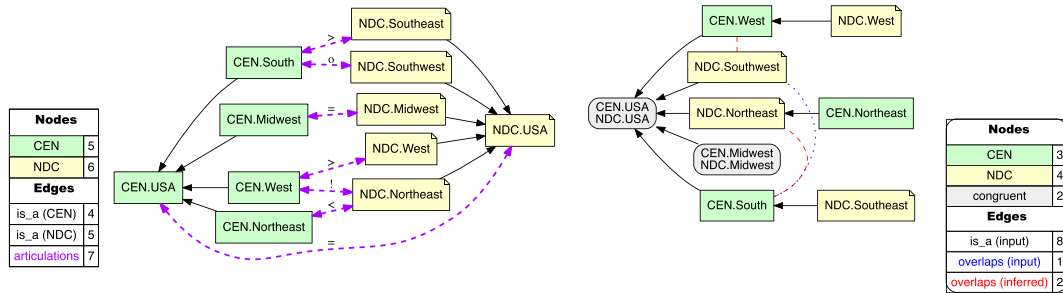 Nodes
CEN 5
NDC 6
Edges
is_a (CEN) 4
is_a (NDC) 5
articulations 7
CEN.USA
CEN.South
CEN.Midwest
CEN.West
CEN.Northeast
>
o
=
>
!
<
=
NDC.Southeast
NDC.Southwest
NDC.Midwest
NDC.West
NDC.Northeast
NDC.USA
CEN.West
NDC.West
NDC.Southwest
CEN.USA
NDC.USA
NDC.Northeast
CEN.Northeast
CEN.Midwest
NDC.Midwest
CEN.South
NDC.Southeast
Nodes
CEN 3
NDC 4
congruent 2
Edges
is_a (input) 8
overlaps (input) 1
overlaps (inferred) 2